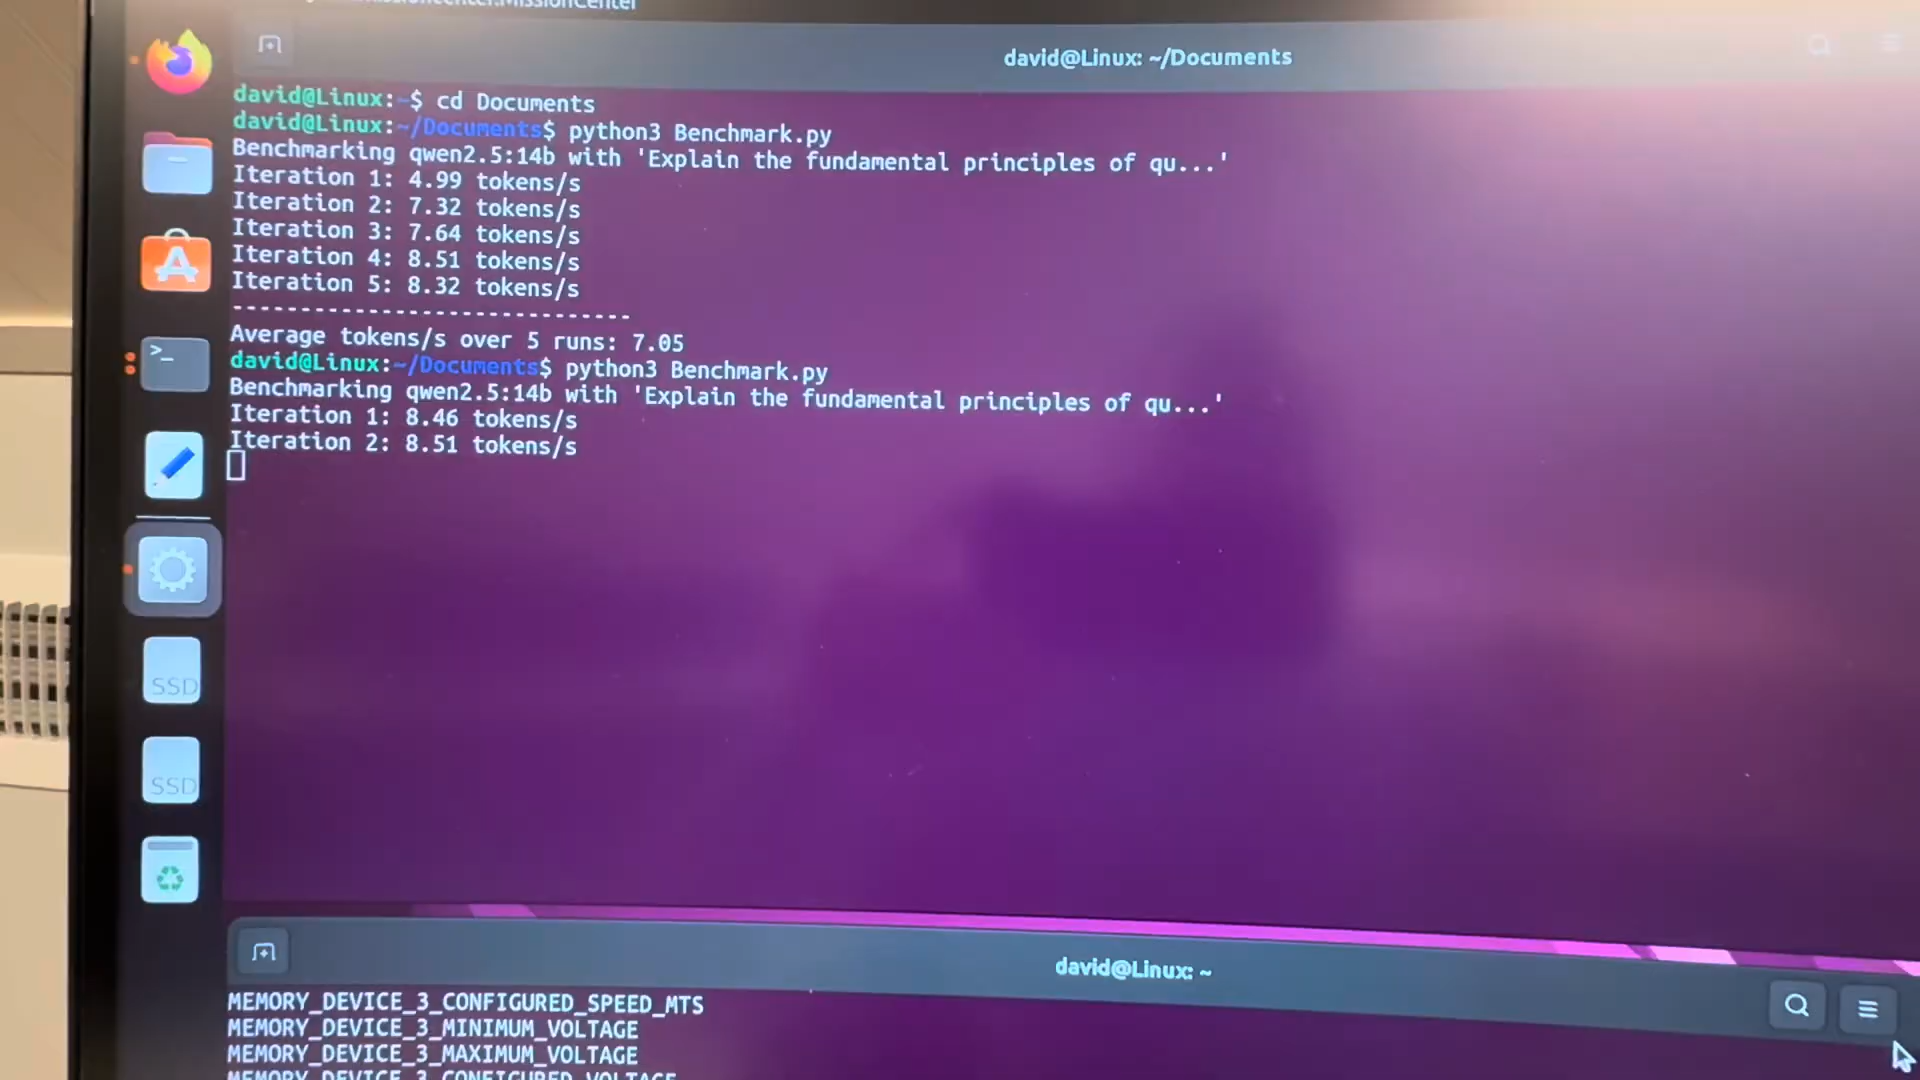 david@Linux: ~/Documents
david@Linux:~$ cd Documents
david@Linux:~/Documents$ python3 Benchmark.py
Benchmarking qwen2.5:14b with 'Explain the fundamental principles of qu...'
Iteration 1: 4.99 tokens/s
Iteration 2: 7.32 tokens/s
Iteration 3: 7.64 tokens/s
Iteration 4: 8.51 tokens/s
Iteration 5: 8.32 tokens/s
------------------------------
Average tokens/s over 5 runs: 7.05
david@Linux:~/Documents$ python3 Benchmark.py
Benchmarking qwen2.5:14b with 'Explain the fundamental principles of qu...'
Iteration 1: 8.46 tokens/s
Iteration 2: 8.51 tokens/s
SSD
SSD
david@Linux: ~
MEMORY_DEVICE_3_CONFIGURED_SPEED_MTS
MEMORY_DEVICE_3_MINIMUM_VOLTAGE
MEMORY_DEVICE_3_MAXIMUM_VOLTAGE
MEMORY_DEVICE_3_CONFIGURED_VOLTAGE